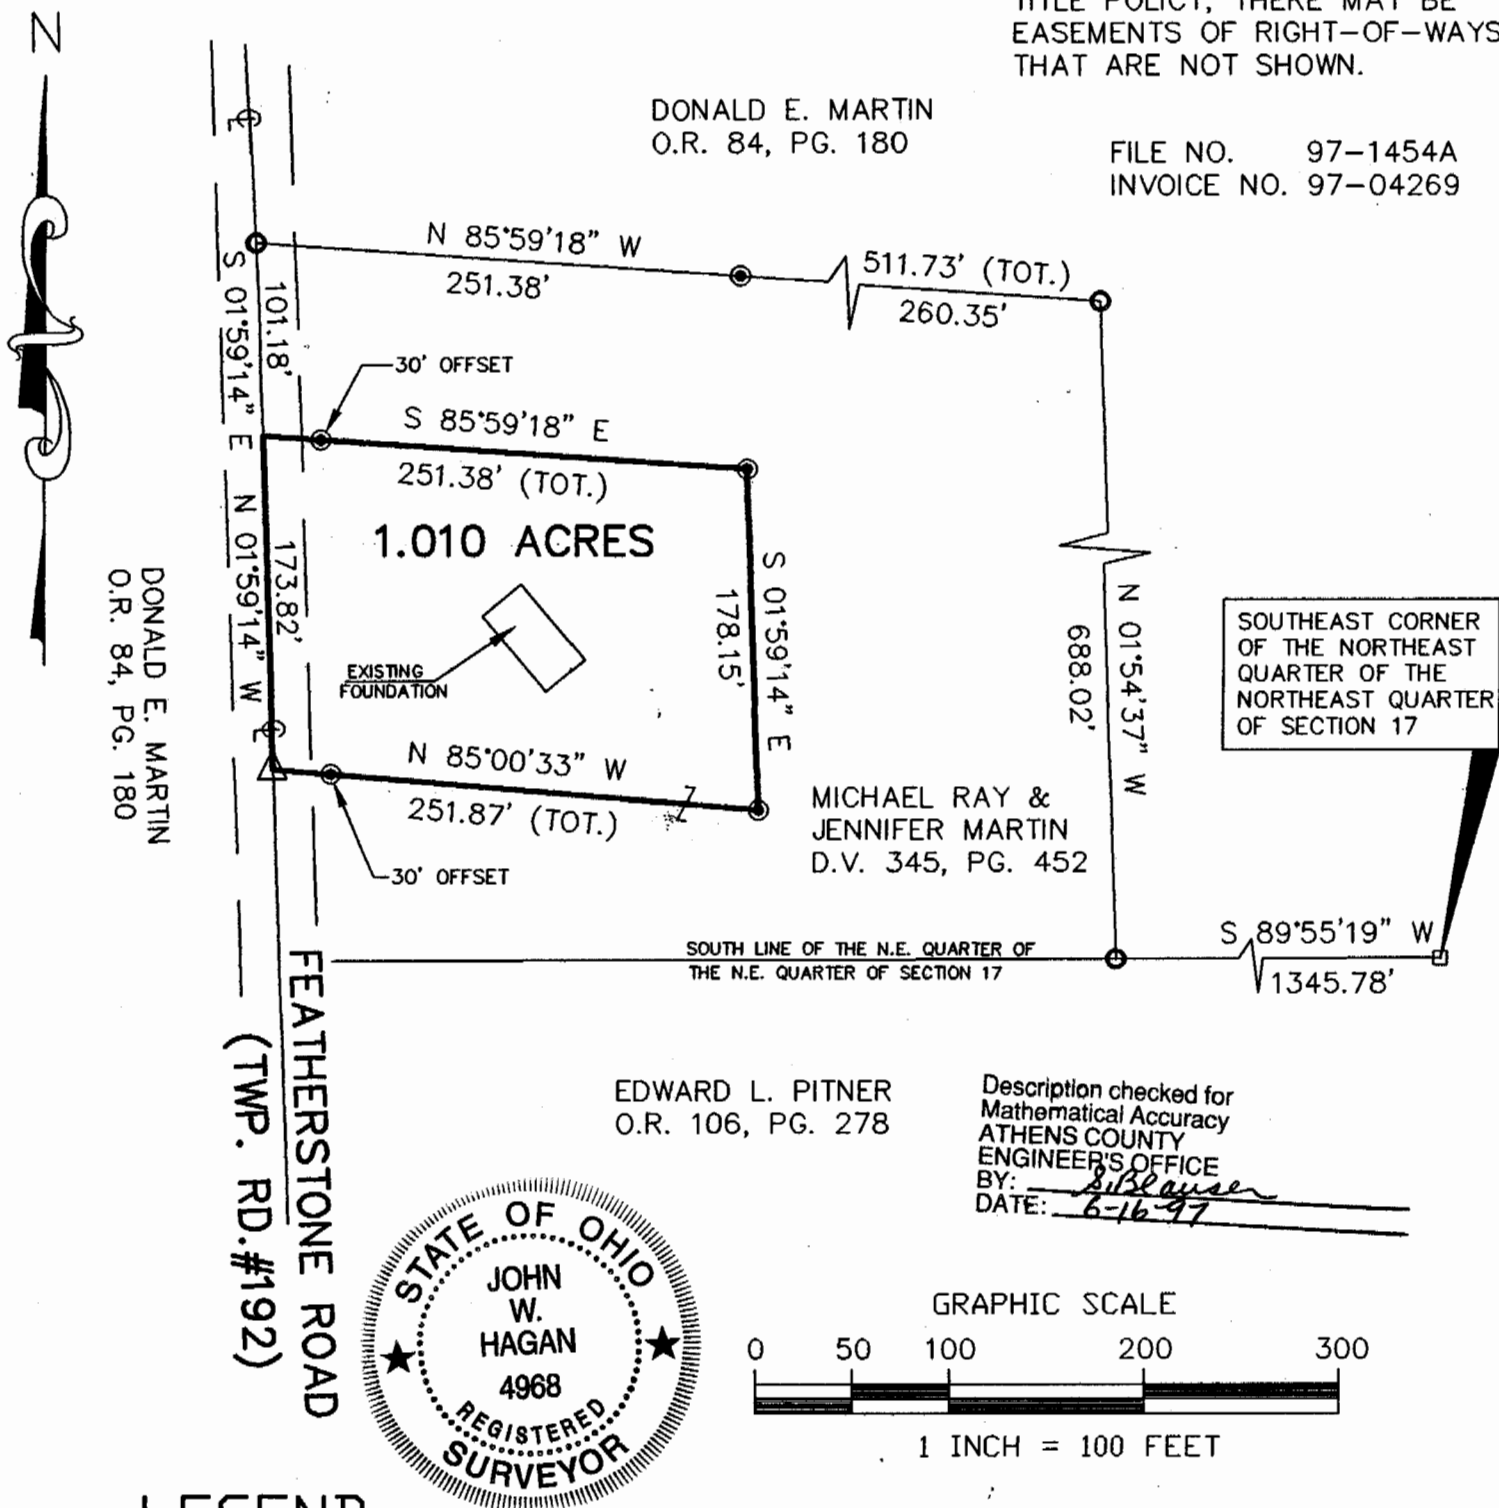 TITLE POLICY, THERE MAY BE
EASEMENTS OF RIGHT-OF-WAYS
THAT ARE NOT SHOWN.
N
DONALD E. MARTIN
O.R. 84, PG. 180
FILE NO. 97-1454A
INVOICE NO. 97-04269
N 85°59'18" W
251.38'
511.73' (TOT.)
260.35'
S 01°59'14" E
101.18'
30' OFFSET
S 85°59'18" E
251.38' (TOT.)
1.010 ACRES
N 01°59'14" W
173.82'
EXISTING
FOUNDATION
S 01°59'14" E
178.15'
N 01°54'37" W
688.02'
SOUTHEAST CORNER
OF THE NORTHEAST
QUARTER OF THE
NORTHEAST QUARTER
OF SECTION 17
DONALD E. MARTIN
O.R. 84, PG. 180
N 85°00'33" W
251.87' (TOT.)
30' OFFSET
MICHAEL RAY &
JENNIFER MARTIN
D.V. 345, PG. 452
SOUTH LINE OF THE N.E. QUARTER OF
THE N.E. QUARTER OF SECTION 17
S 89°55'19" W
1345.78'
FEATHERSTONE ROAD
(TWP. RD.#192)
EDWARD L. PITNER
O.R. 106, PG. 278
Description checked for
Mathematical Accuracy
ATHENS COUNTY
ENGINEER'S OFFICE
BY: S. Blauser
DATE: 6-16-97
STATE OF OHIO
JOHN
W.
HAGAN
4968
REGISTERED
SURVEYOR
GRAPHIC SCALE
0 50 100 200 300
1 INCH = 100 FEET
LEGEND